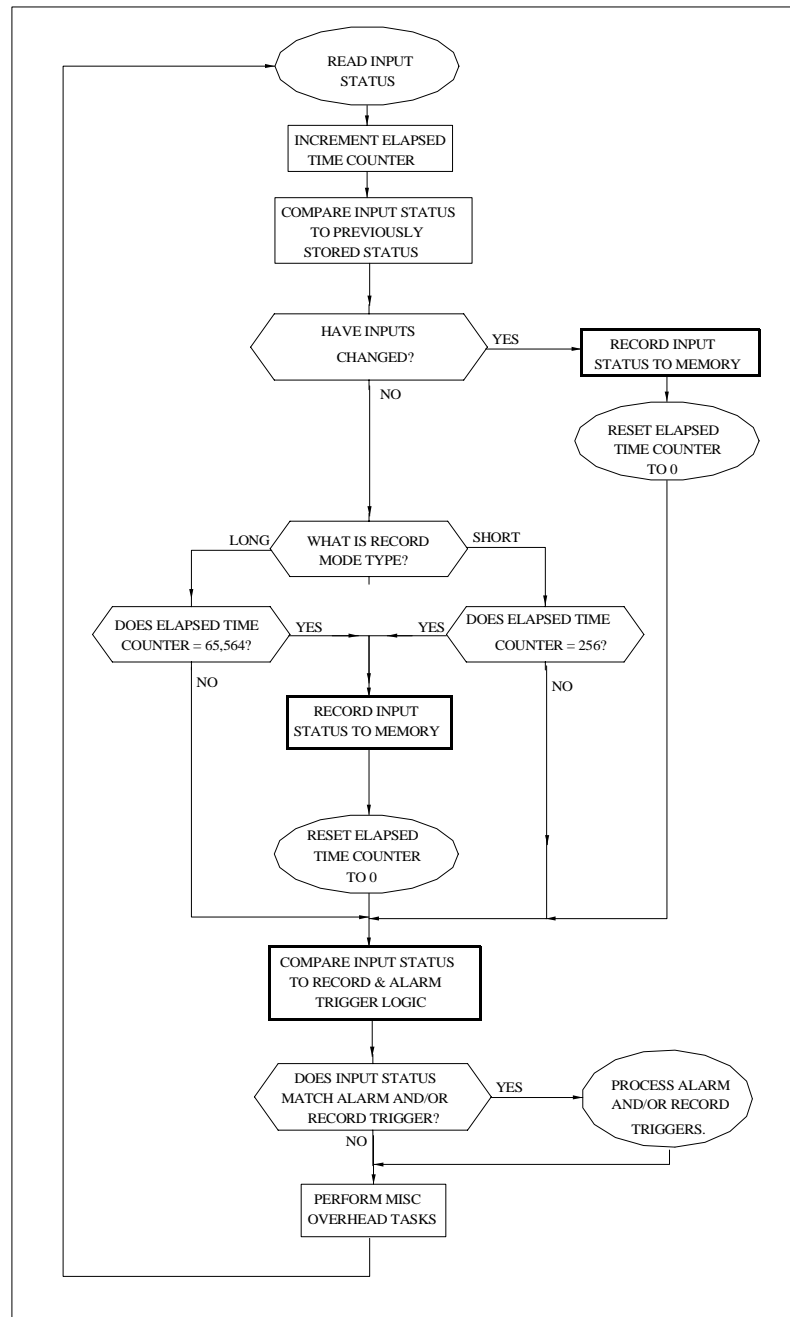 READ INPUT
STATUS
INCREMENT ELAPSED
TIME COUNTER
COMPARE INPUT STATUS
TO PREVIOUSLY
STORED STATUS
HAVE INPUTS
CHANGED?
YES
NO
RECORD INPUT
STATUS TO MEMORY
RESET ELAPSED
TIME COUNTER
TO 0
WHAT IS RECORD
MODE TYPE?
LONG
SHORT
DOES ELAPSED TIME
COUNTER = 65,564?
YES
NO
DOES ELAPSED TIME
COUNTER = 256?
YES
NO
RECORD INPUT
STATUS TO MEMORY
RESET ELAPSED
TIME COUNTER
TO 0
COMPARE INPUT STATUS
TO RECORD & ALARM
TRIGGER LOGIC
DOES INPUT STATUS
MATCH ALARM AND/OR
RECORD TRIGGER?
YES
NO
PROCESS ALARM
AND/OR RECORD
TRIGGERS.
PERFORM MISC
OVERHEAD TASKS